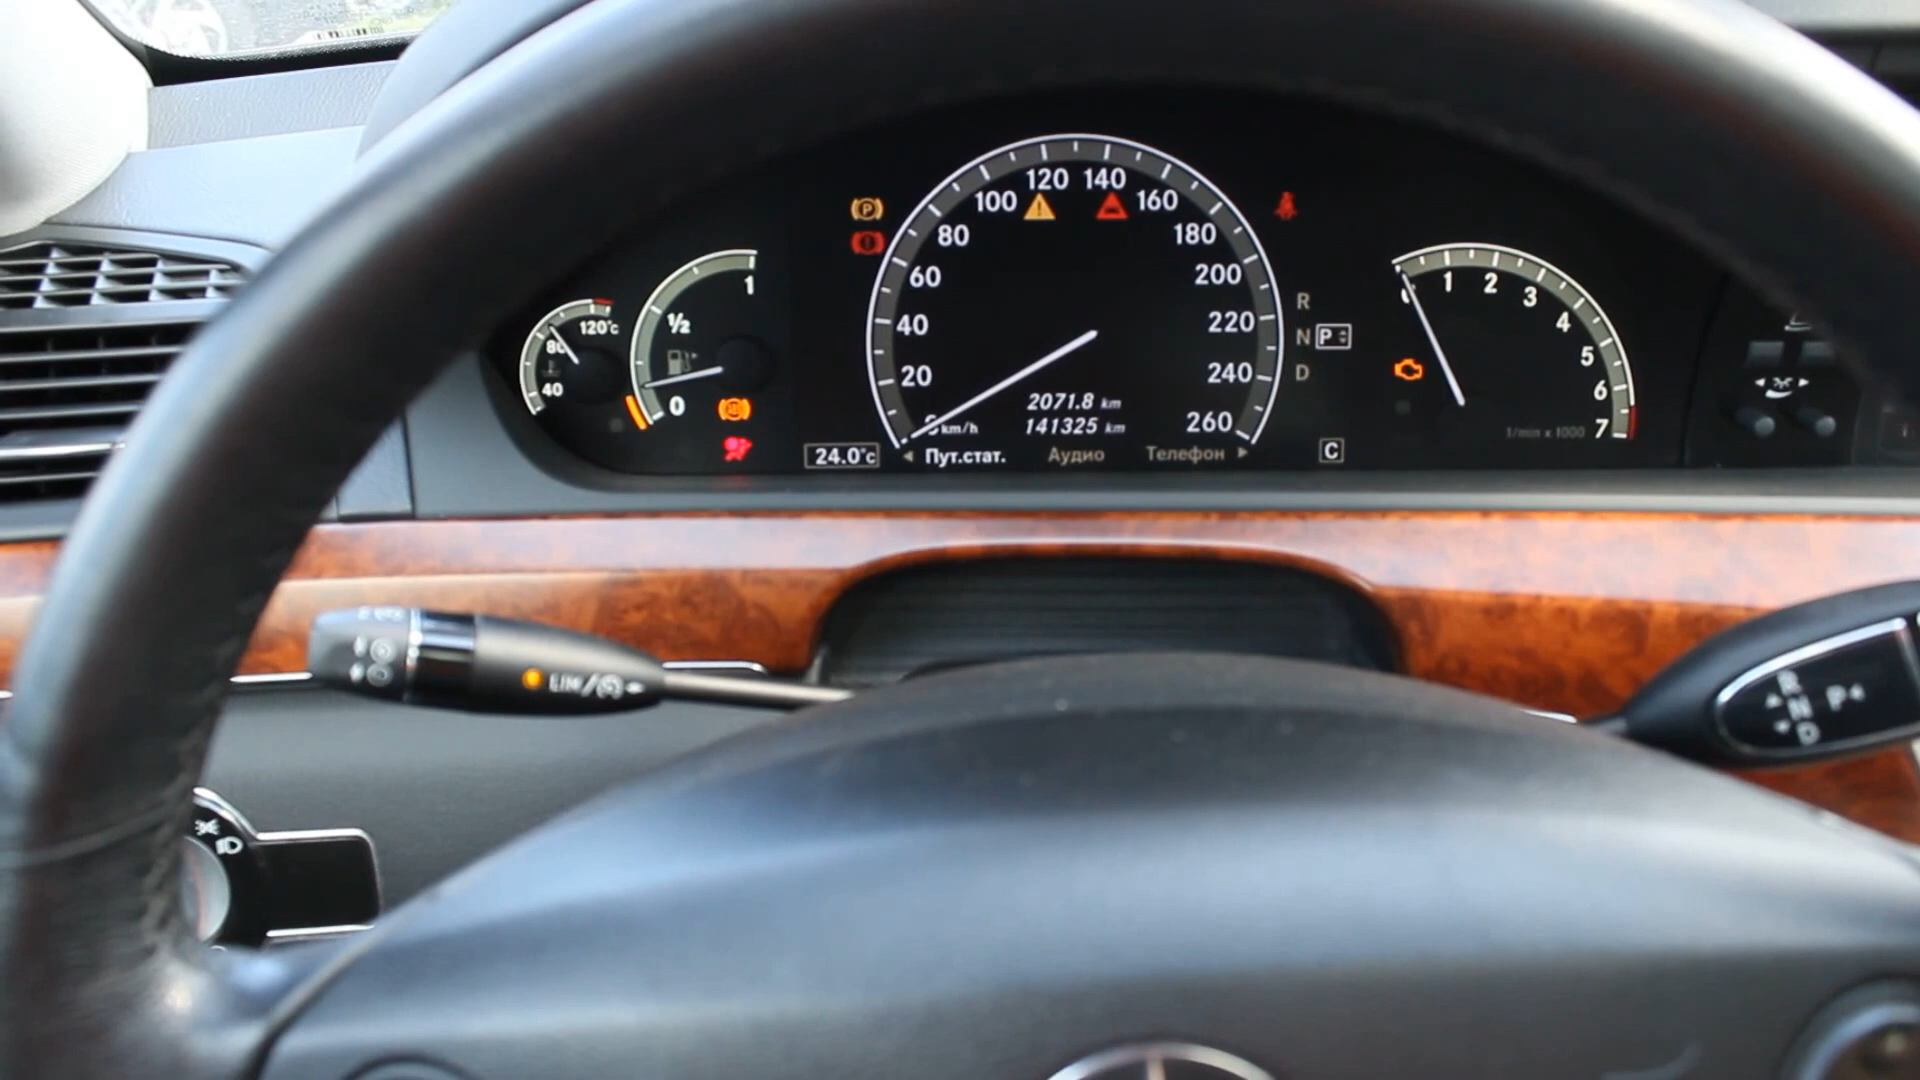 120 140
100 160
80 180
60 200
40 220
20 240
km/h 260
2071.8 km
141325 km
Пут.стат. Аудио Телефон
24.0°c
120°c
80
40
1
½
0
P
R
N P
D
C
1 2 3 4 5 6 7
1/min x 1000
LIM
R
N P
D